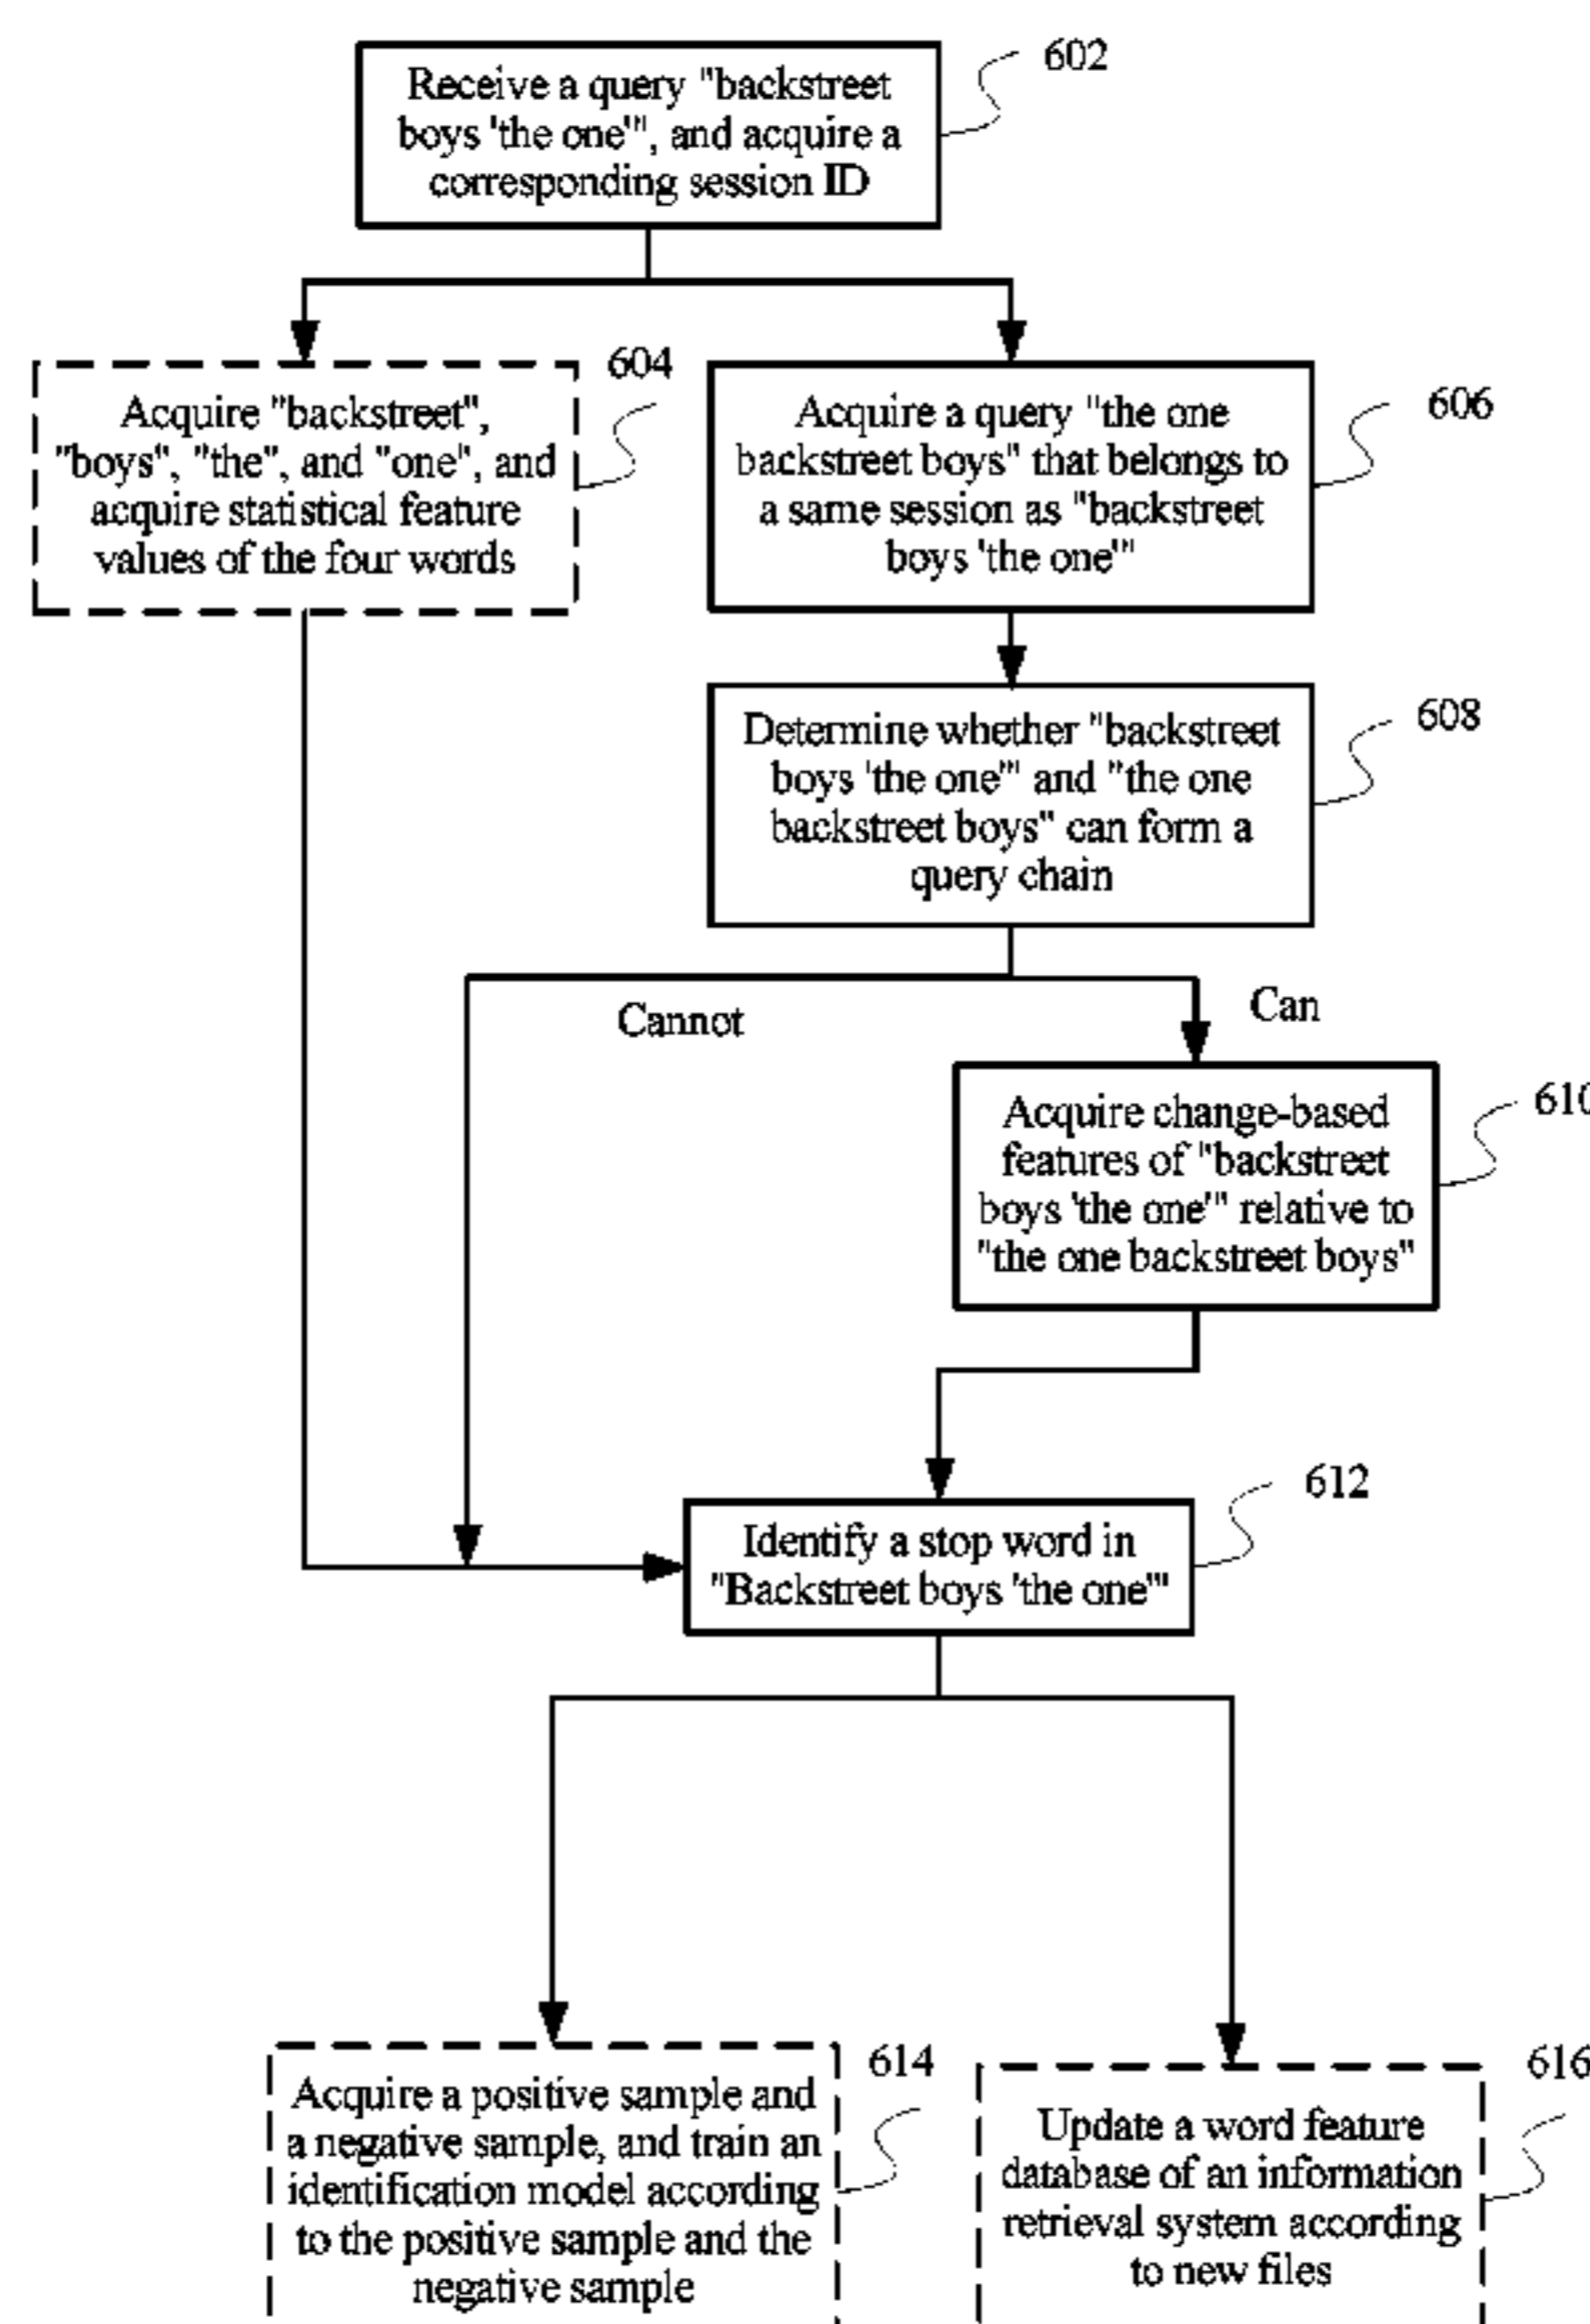 Receive a query "backstreet
boys 'the one'", and acquire a
corresponding session ID
602
Acquire "backstreet",
"boys", "the", and "one", and
acquire statistical feature
values of the four words
604
Acquire a query "the one
backstreet boys" that belongs to
a same session as "backstreet
boys 'the one'"
606
Determine whether "backstreet
boys 'the one'" and "the one
backstreet boys" can form a
query chain
608
Cannot
Can
Acquire change-based
features of "backstreet
boys 'the one'" relative to
"the one backstreet boys"
610
Identify a stop word in
"Backstreet boys 'the one'"
612
Acquire a positive sample and
a negative sample, and train an
identification model according
to the positive sample and the
negative sample
614
Update a word feature
database of an information
retrieval system according
to new files
616